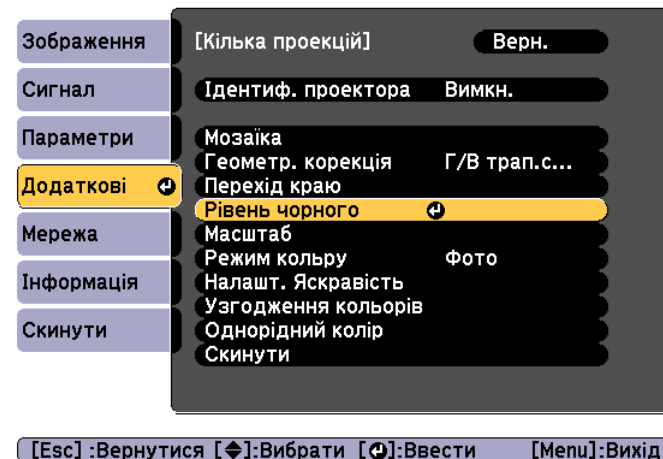 Зображення
Сигнал
Параметри
Додаткові
Мережа
Інформація
Скинути
[Кілька проекцій] Верн.
Ідентиф. проектора Вимкн.
Мозаїка
Геометр. корекція Г/В трап.с...
Перехід краю
Рівень чорного
Масштаб
Режим кольру Фото
Налашт. Яскравість
Узгодження кольорів
Однорідний колір
Скинути
[Esc] :Вернутися [◆]:Вибрати [⏎]:Ввести [Menu]:Вихід